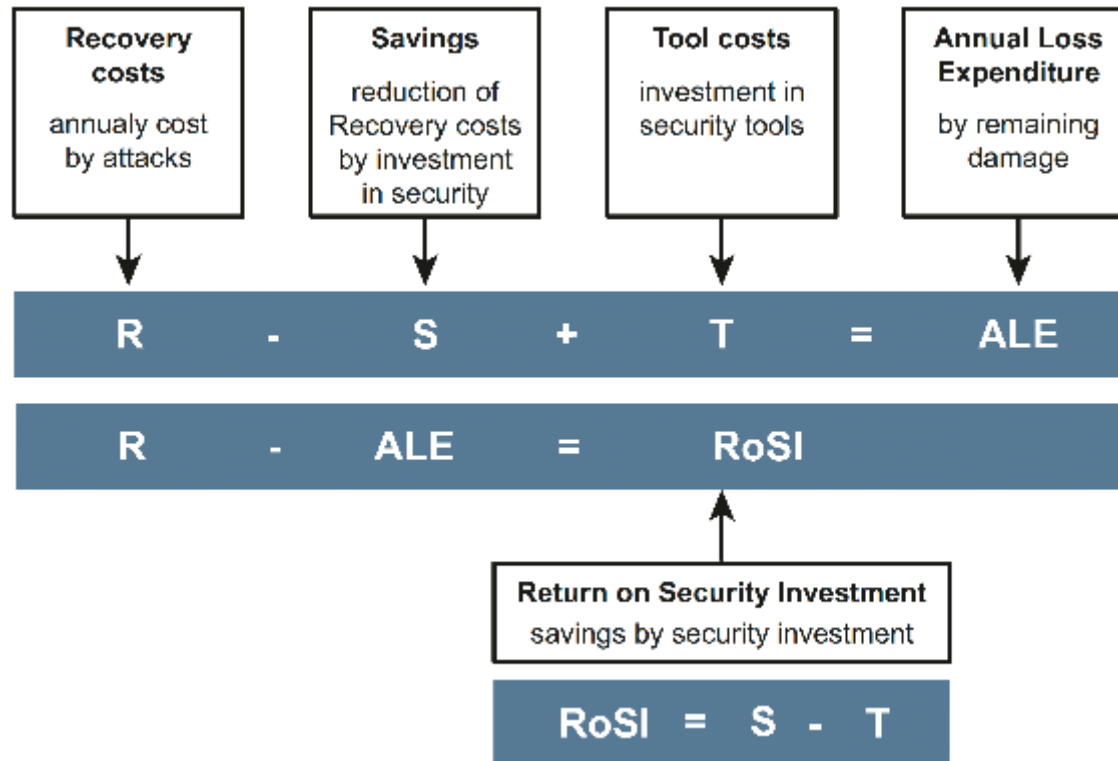 Recovery
costs
annualy cost
by attacks
Savings
reduction of
Recovery costs
by investment
in security
Tool costs
investment in
security tools
Annual Loss
Expenditure
by remaining
damage
R - S + T = ALE
R - ALE = RoSI
Return on Security Investment
savings by security investment
RoSI = S - T